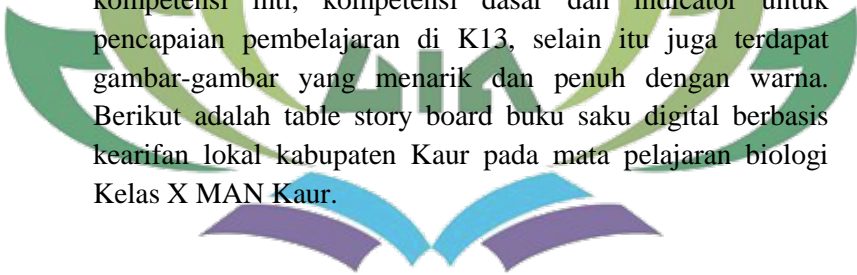 kompetensi inti, kompetensi dasar dan indicator untuk
pencapaian pembelajaran di K13, selain itu juga terdapat
gambar-gambar yang menarik dan penuh dengan warna.
Berikut adalah table story board buku saku digital berbasis
kearifan lokal kabupaten Kaur pada mata pelajaran biologi
Kelas X MAN Kaur.